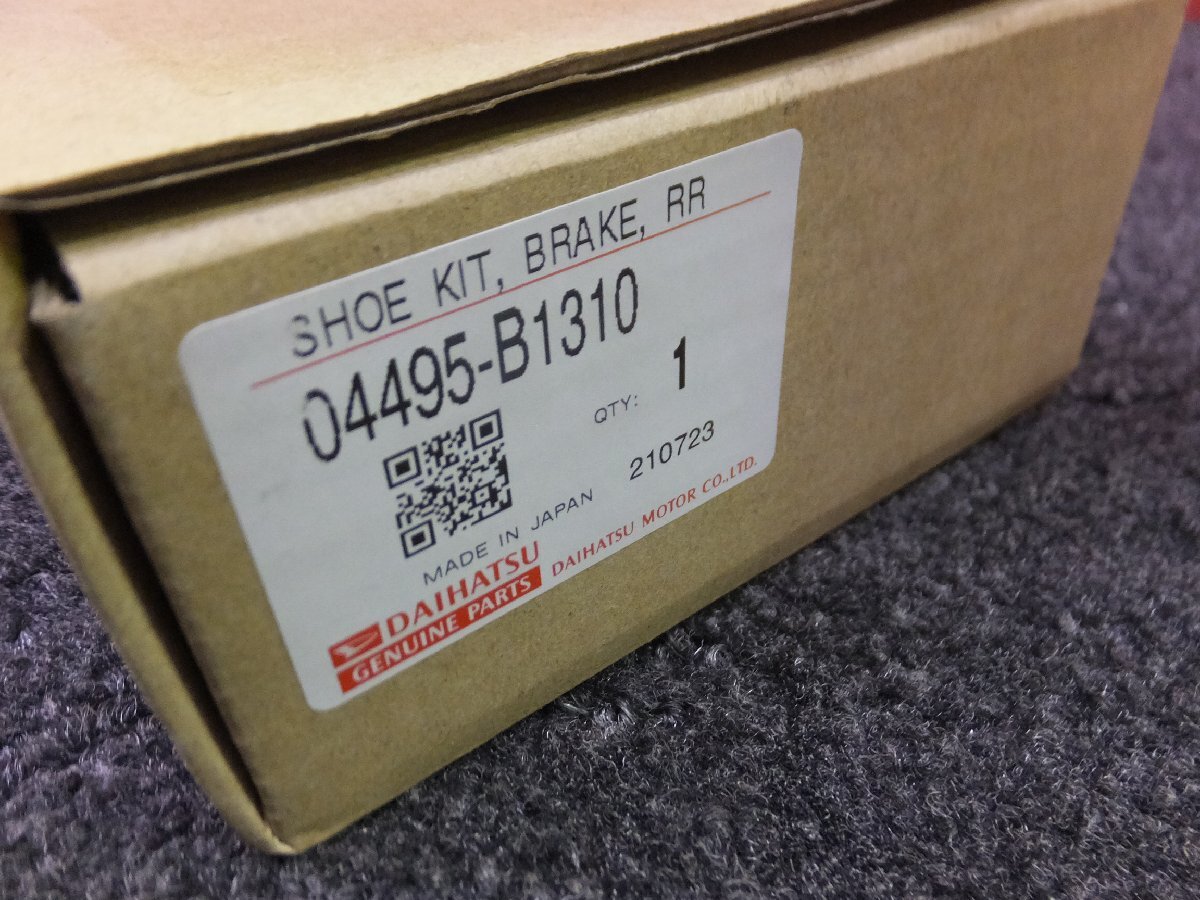 SHOE KIT, BRAKE, RR
04495-B1310
QTY: 1
MADE IN JAPAN 210723
DAIHATSU
GENUINE PARTS
DAIHATSU MOTOR CO.,LTD.